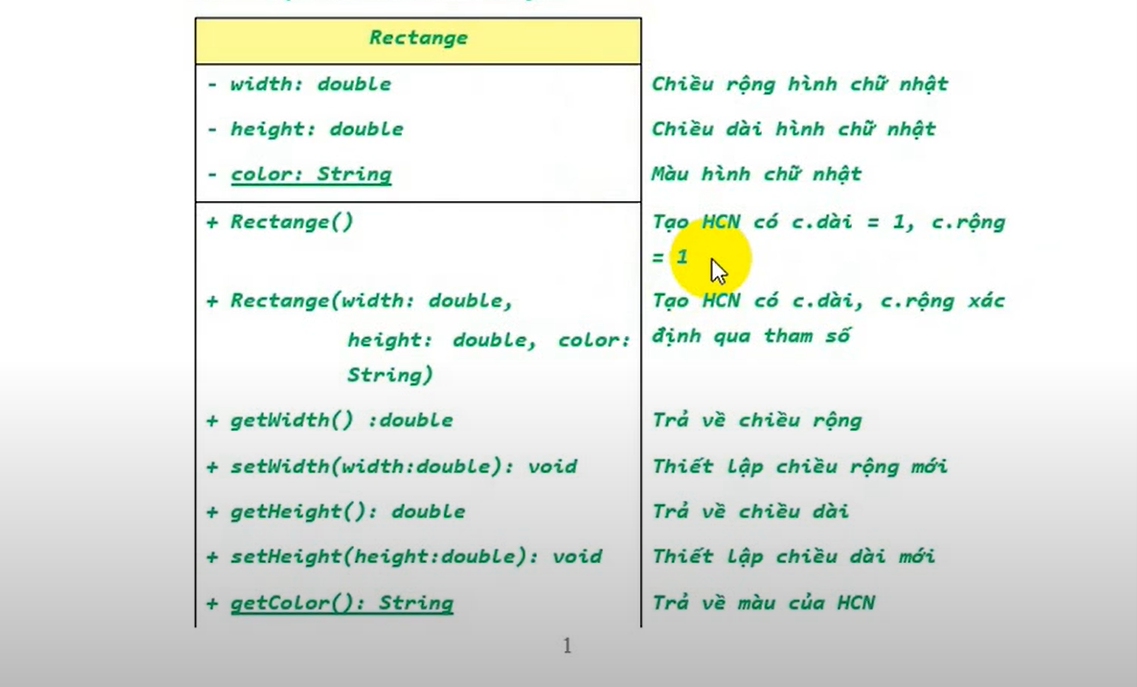 Rectange
- width: double
Chiều rộng hình chữ nhật
- height: double
Chiều dài hình chữ nhật
- color: String
Màu hình chữ nhật
+ Rectange()
Tạo HCN có c.dài = 1, c.rộng
= 1
+ Rectange(width: double,
height: double, color:
String)
Tạo HCN có c.dài, c.rộng xác
định qua tham số
+ getWidth() :double
Trả về chiều rộng
+ setWidth(width:double): void
Thiết lập chiều rộng mới
+ getHeight(): double
Trả về chiều dài
+ setHeight(height:double): void
Thiết lập chiều dài mới
+ getColor(): String
Trả về màu của HCN
1